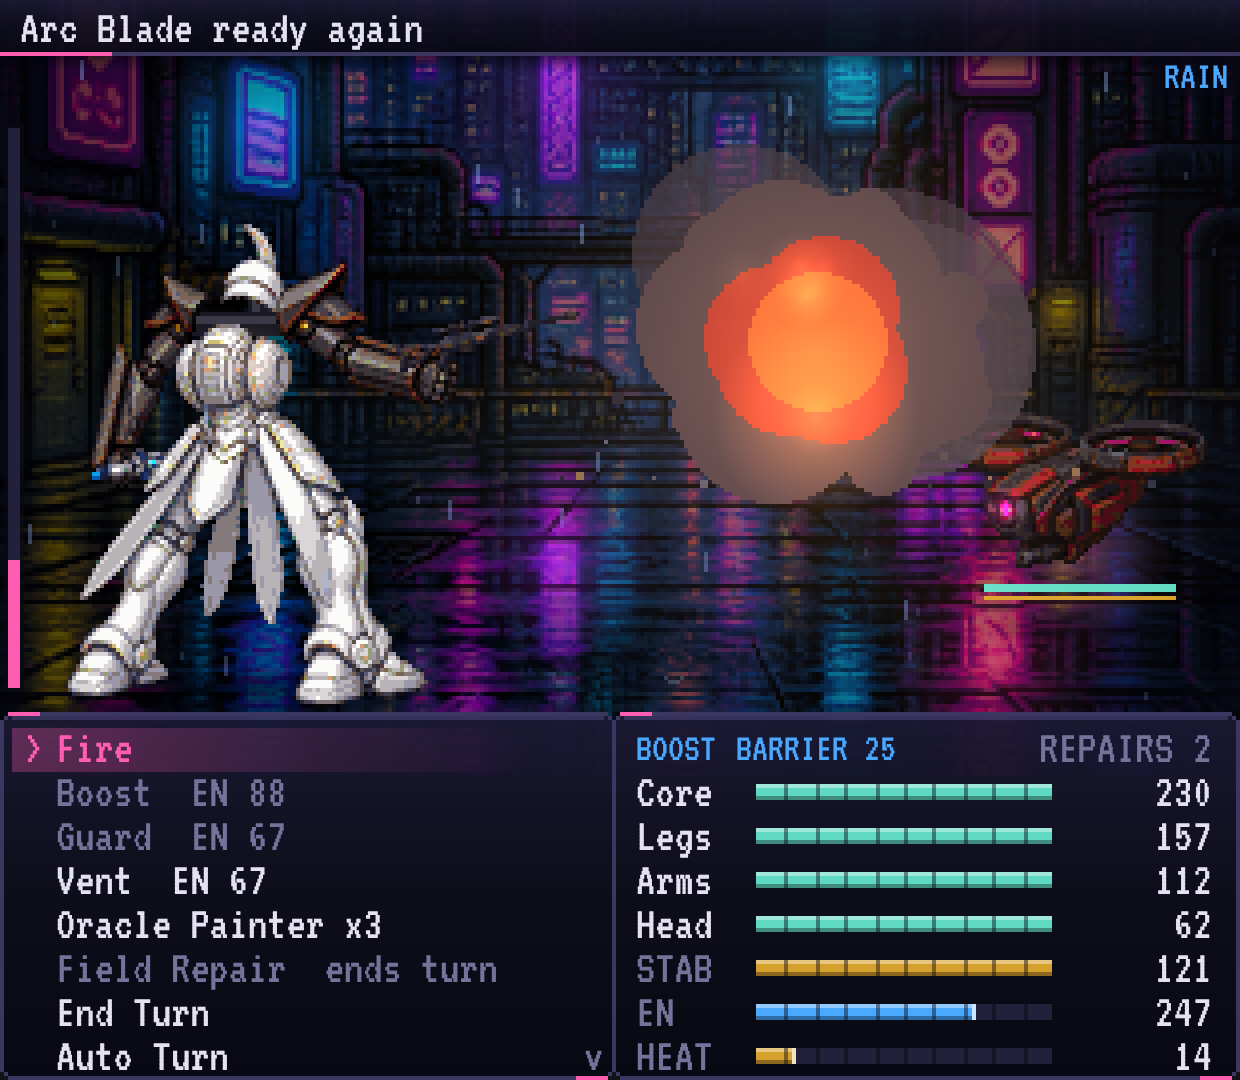 Arc Blade ready again
RAIN
> Fire
Boost EN 88
Guard EN 67
Vent EN 67
Oracle Painter x3
Field Repair ends turn
End Turn
Auto Turn v
BOOST BARRIER 25 REPAIRS 2
Core 230
Legs 157
Arms 112
Head 62
STAB 121
EN 247
HEAT 14